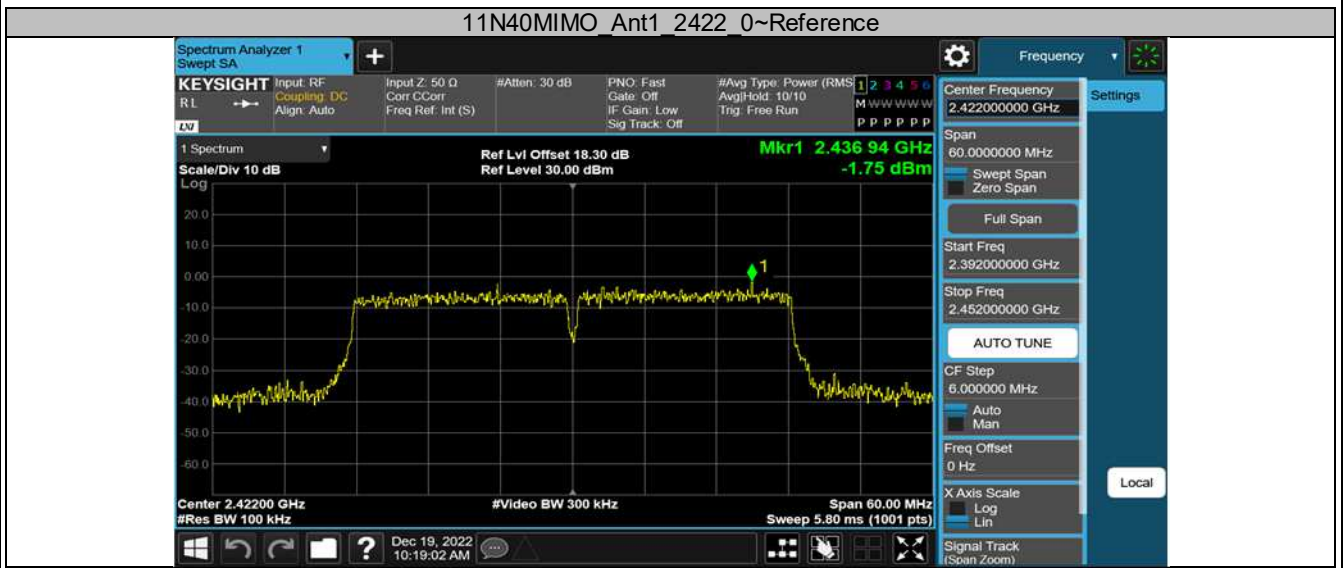 11N40MIMO_Ant1_2422_0~Reference
Spectrum Analyzer 1
Swept SA
+
Frequency
KEYSIGHT
Input: RF
Input Z: 50 Ω
#Atten: 30 dB
PNO: Fast
#Avg Type: Power (RMS
1 2 3 4 5 6
RL
Coupling: DC
Corr CCorr
Gate: Off
Avg|Hold: 10/10
M W W W W W
Align: Auto
Freq Ref: Int (S)
IF Gain: Low
Trig: Free Run
Sig Track: Off
P P P P P P
LXI
1 Spectrum
Ref Lvl Offset 18.30 dB
Mkr1 2.436 94 GHz
Scale/Div 10 dB
Ref Level 30.00 dBm
-1.75 dBm
Log
20.0
10.0
0.00
-10.0
-20.0
-30.0
-40.0
-50.0
-60.0
1
Center 2.42200 GHz
#Video BW 300 kHz
Span 60.00 MHz
#Res BW 100 kHz
Sweep 5.80 ms (1001 pts)
?
Dec 19, 2022
10:19:02 AM
Center Frequency
2.422000000 GHz
Settings
Span
60.0000000 MHz
Swept Span
Zero Span
Full Span
Start Freq
2.392000000 GHz
Stop Freq
2.452000000 GHz
AUTO TUNE
CF Step
6.000000 MHz
Auto
Man
Freq Offset
0 Hz
Local
X Axis Scale
Log
Lin
Signal Track
(Span Zoom)